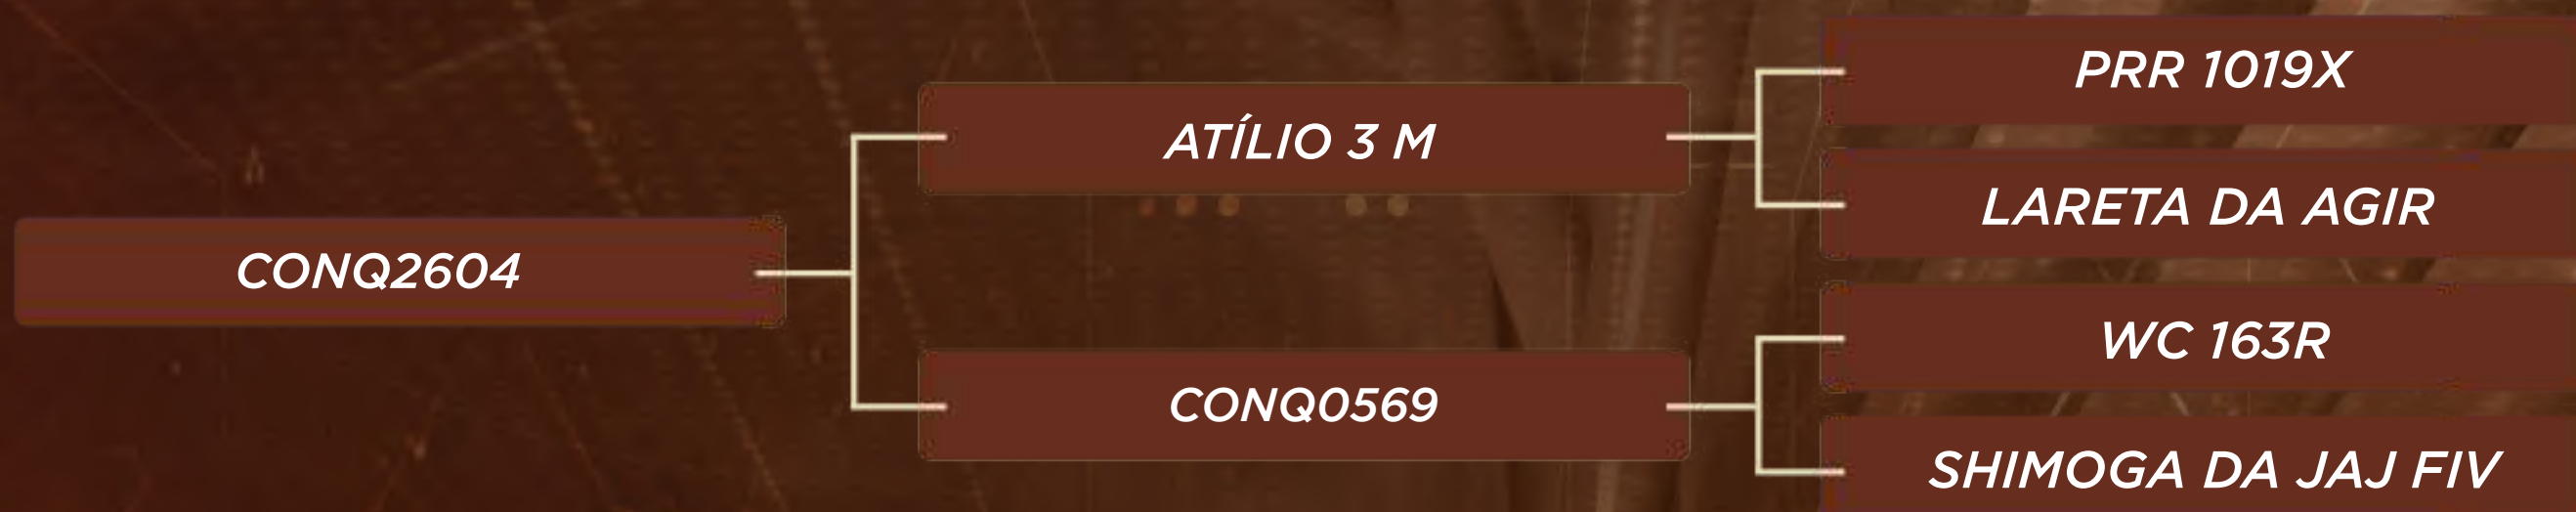 PRR 1019X
ATÍLIO 3 M
LARETA DA AGIR
CONQ2604
WC 163R
CONQ0569
SHIMOGA DA JAJ FIV